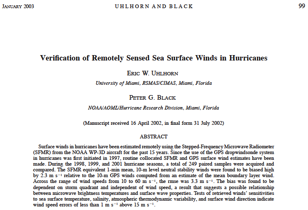 JANUARY 2003
UHLHORN AND BLACK
99
Verification of Remotely Sensed Sea Surface Winds in Hurricanes
ERIC W. UHLHORN
University of Miami, RSMAS/CIMAS, Miami, Florida
PETER G. BLACK
NOAA/AOML/Hurricane Research Division, Miami, Florida
(Manuscript received 16 April 2002, in final form 31 July 2002)
ABSTRACT
Surface winds in hurricanes have been estimated remotely using the Stepped-Frequency Microwave Radiometer
(SFMR) from the NOAA WP-3D aircraft for the past 15 years. Since the use of the GPS dropwindsonde system
in hurricanes was first initiated in 1997, routine collocated SFMR and GPS surface wind estimates have been
made. During the 1998, 1999, and 2001 hurricane seasons, a total of 249 paired samples were acquired and
compared. The SFMR equivalent 1-min mean, 10-m level neutral stability winds were found to be biased high
by 2.3 m s⁻¹ relative to the 10-m GPS winds computed from an estimate of the mean boundary layer wind.
Across the range of wind speeds from 10 to 60 m s⁻¹, the rmse was 3.3 m s⁻¹. The bias was found to be
dependent on storm quadrant and independent of wind speed, a result that suggests a possible relationship
between microwave brightness temperatures and surface wave properties. Tests of retrieved winds' sensitivities
to sea surface temperature, salinity, atmospheric thermodynamic variability, and surface wind direction indicate
wind speed errors of less than 1 m s⁻¹ above 15 m s⁻¹.